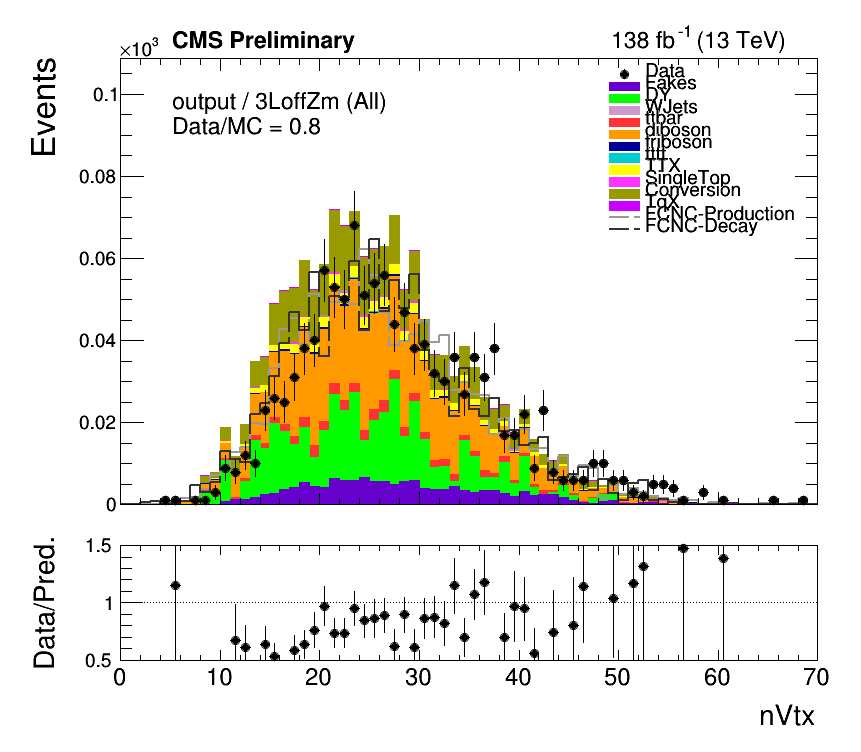 ×10³ CMS Preliminary 138 fb⁻¹ (13 TeV)
Events
output / 3LoffZm (All)
Data/MC = 0.8
Data
Fakes
DY
WJets
ttbar
diboson
triboson
tttt
TTX
SingleTop
Conversion
TqX
FCNC-Production
FCNC-Decay
0.1
0.08
0.06
0.04
0.02
0
Data/Pred.
1.5
1
0.5
0 10 20 30 40 50 60 70
nVtx